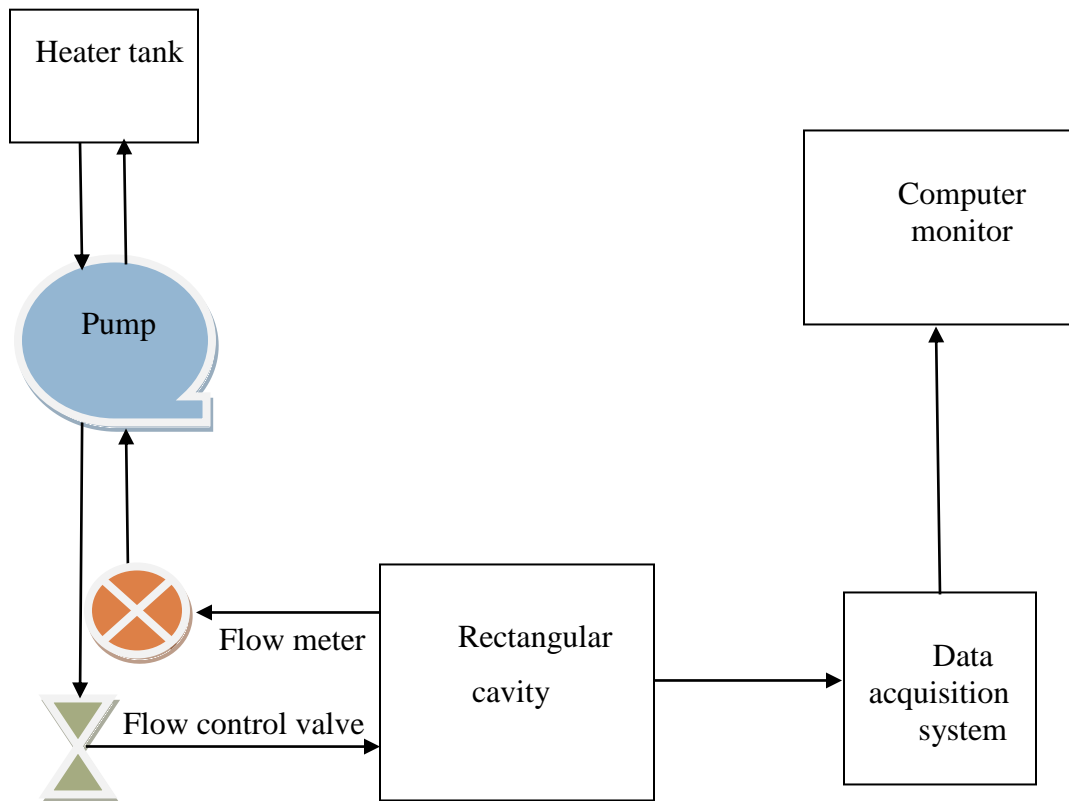 Heater tank
Computer
monitor
Pump
Flow meter
Rectangular
cavity
Flow control valve
Data
acquisition
system